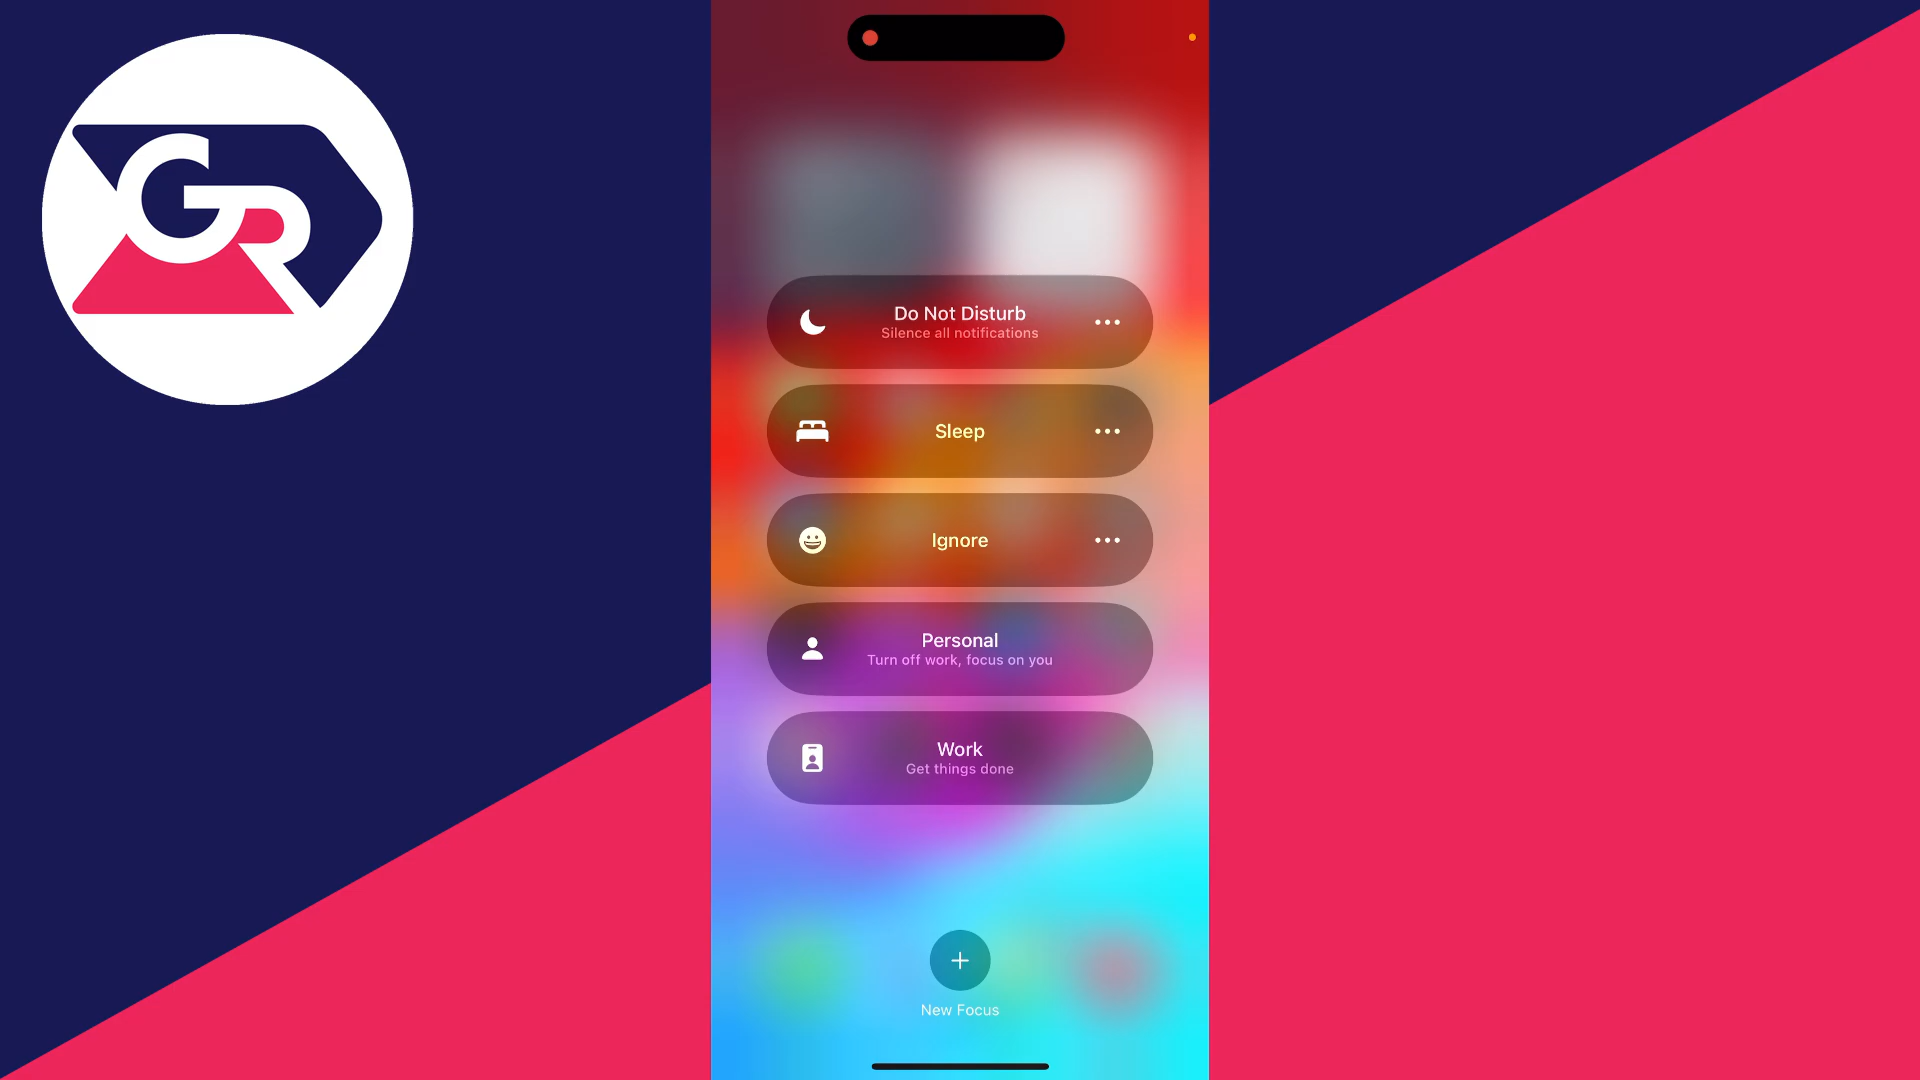 GR
Do Not Disturb
Silence all notifications
Sleep
Ignore
Personal
Turn off work, focus on you
Work
Get things done
New Focus